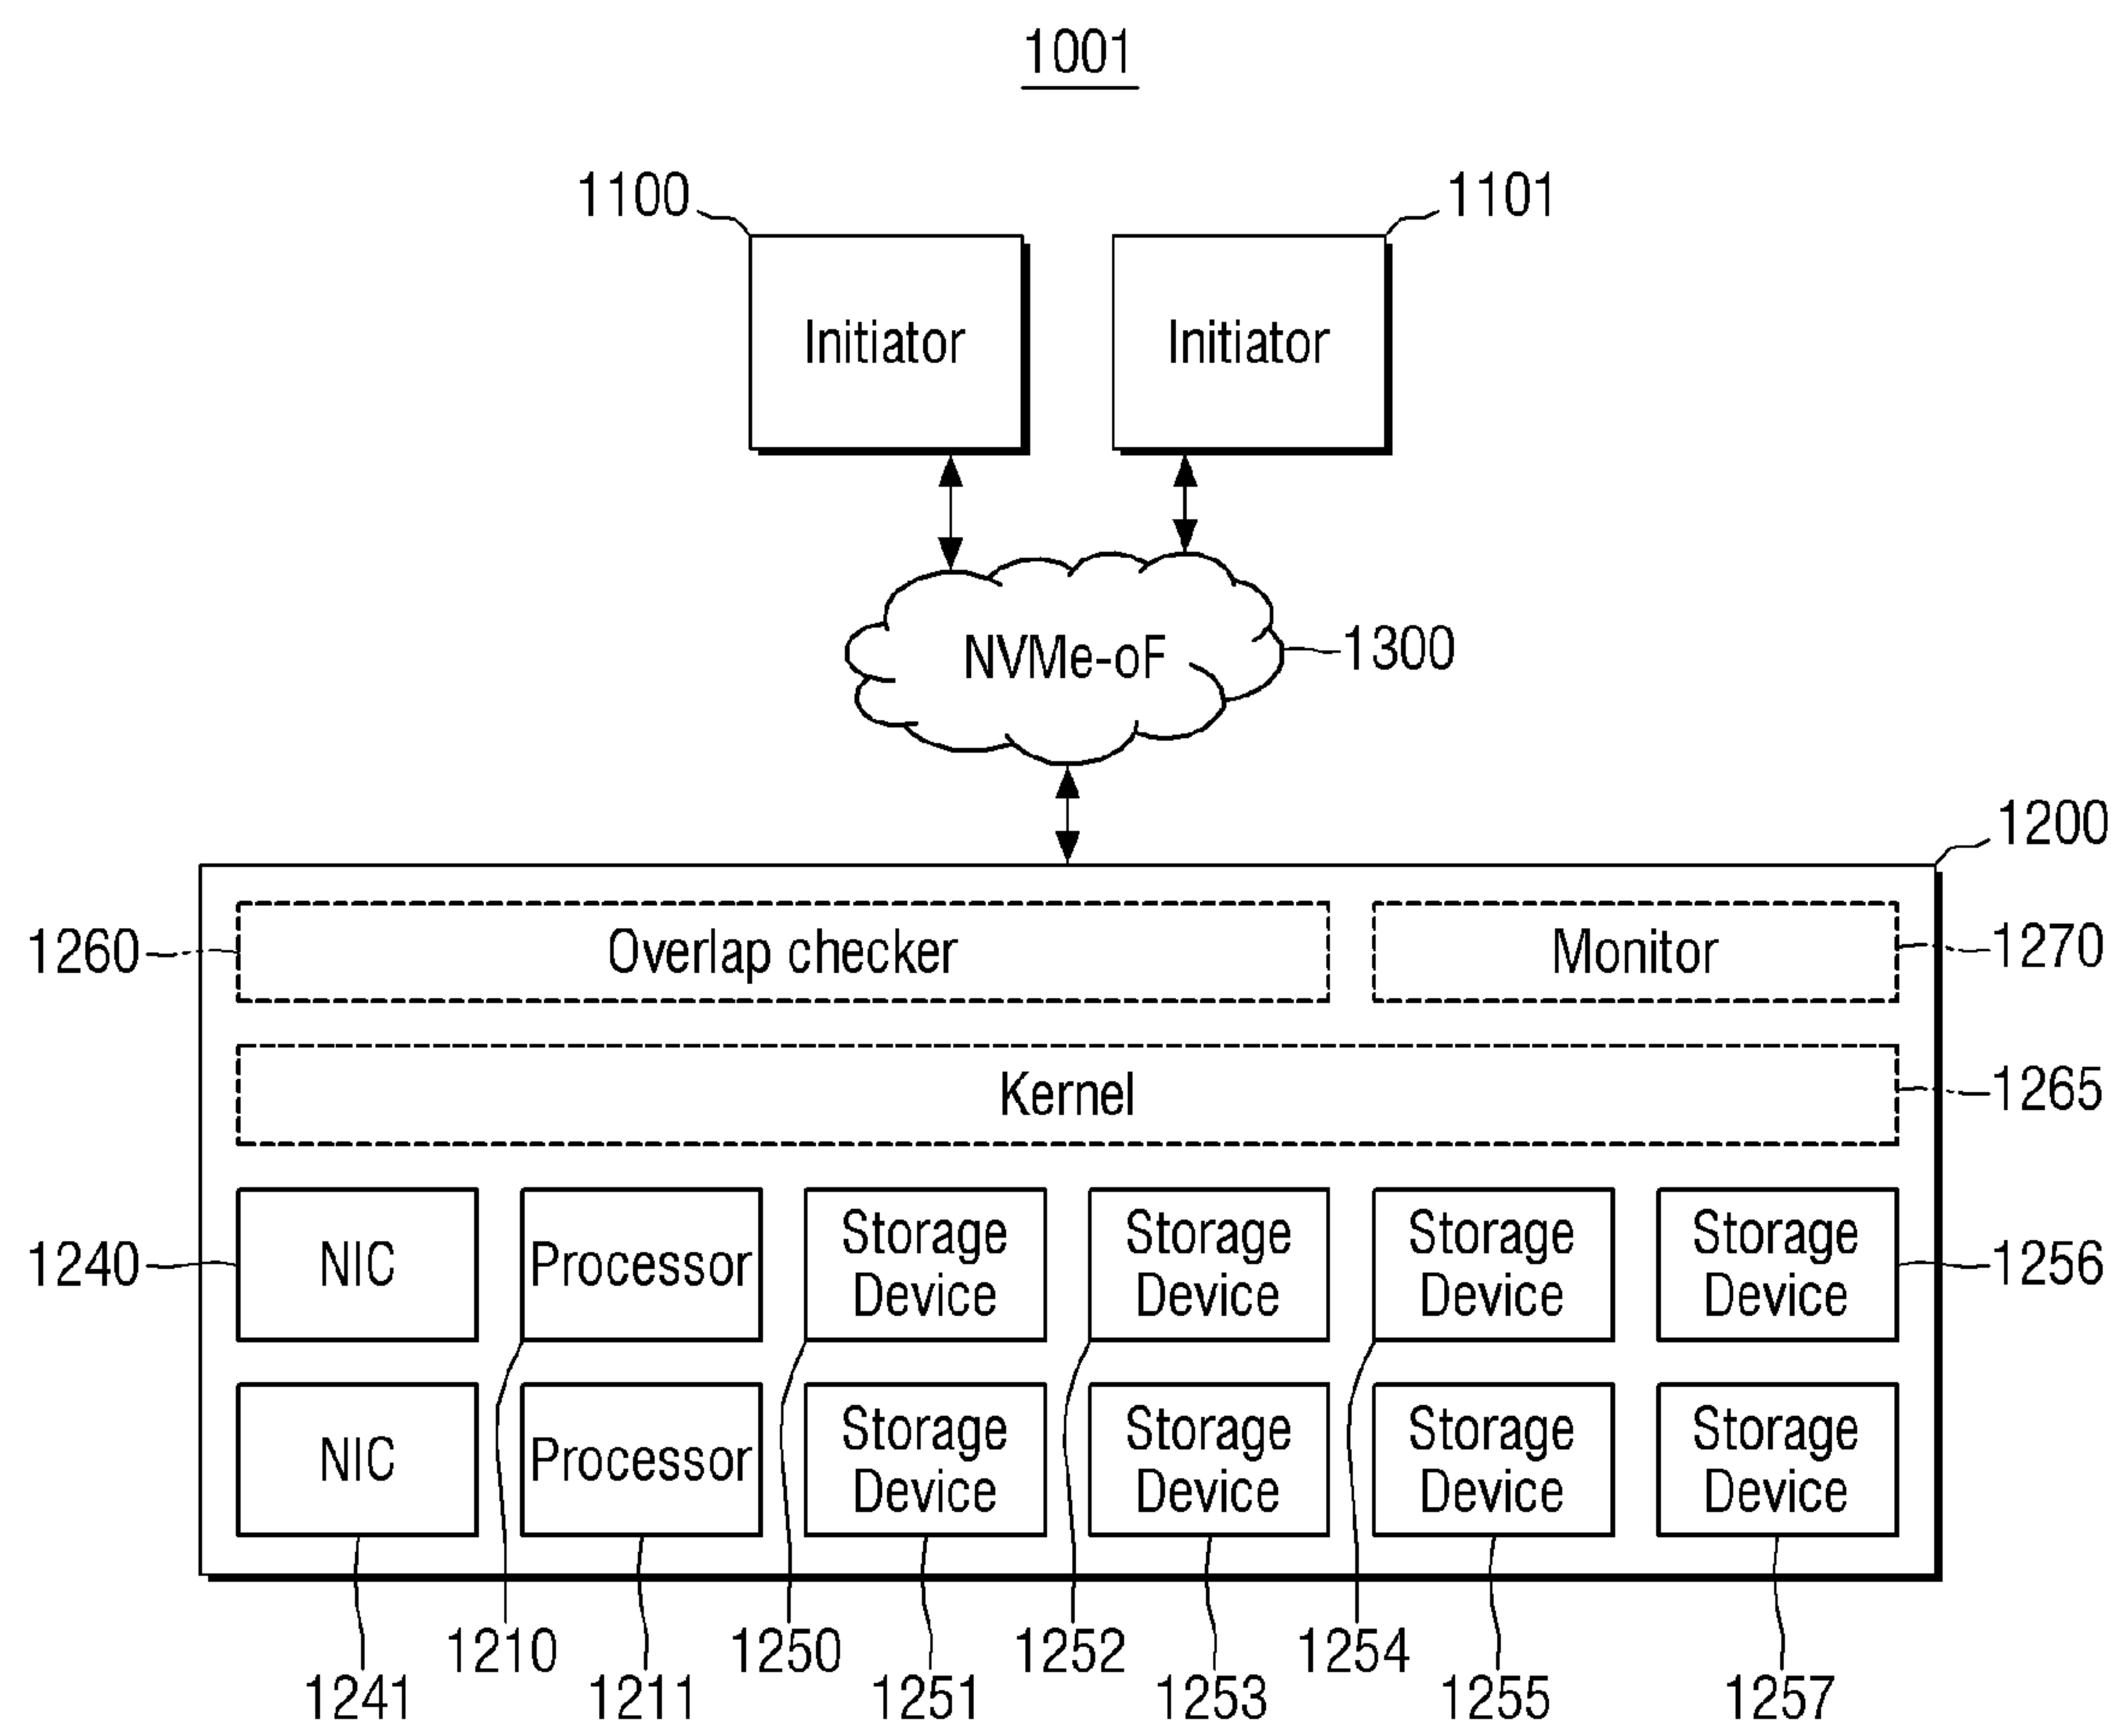 1001
1100
1101
Initiator
Initiator
NVMe-oF
1300
1200
1260
Overlap checker
Monitor
1270
Kernel
1265
1240
NIC
Processor
Storage
Device
Storage
Device
Storage
Device
Storage
Device
1256
NIC
Processor
Storage
Device
Storage
Device
Storage
Device
Storage
Device
1210
1250
1252
1254
1241
1211
1251
1253
1255
1257